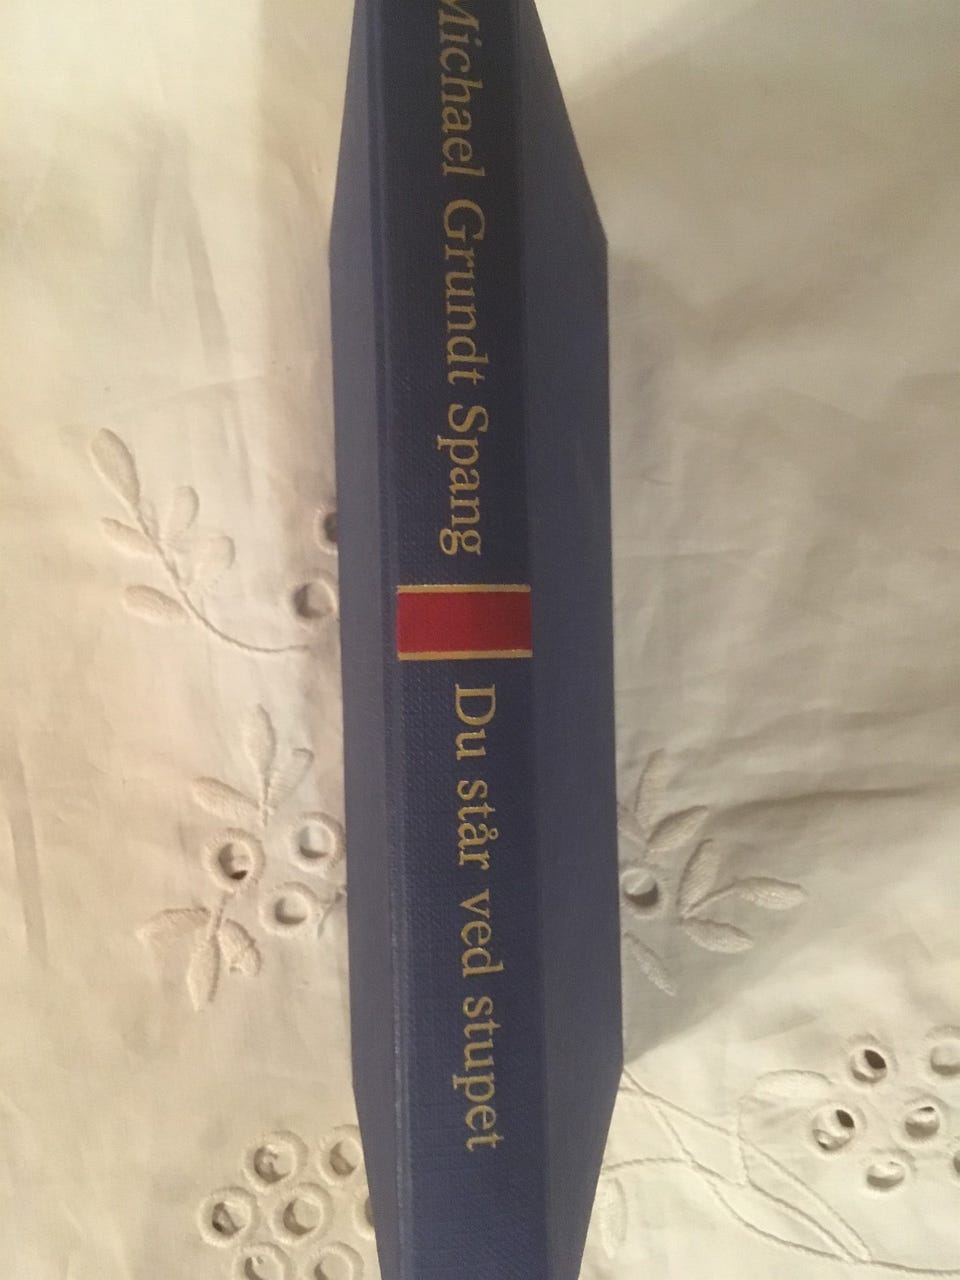 Michael Grundt Spang
Du står ved stupet